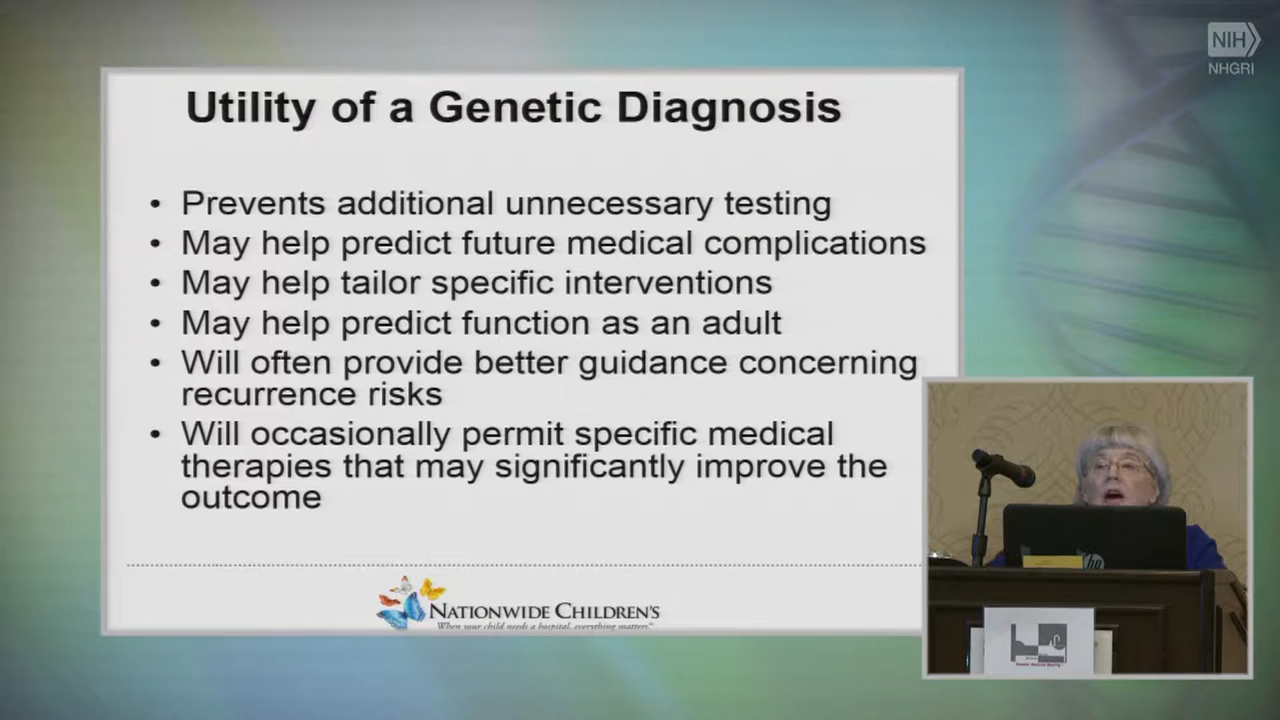 NIH
NHGRI
Utility of a Genetic Diagnosis
• Prevents additional unnecessary testing
• May help predict future medical complications
• May help tailor specific interventions
• May help predict function as an adult
• Will often provide better guidance concerning
recurrence risks
• Will occasionally permit specific medical
therapies that may significantly improve the
outcome
NATIONWIDE CHILDREN'S
When your child needs a hospital, everything matters.™
hp